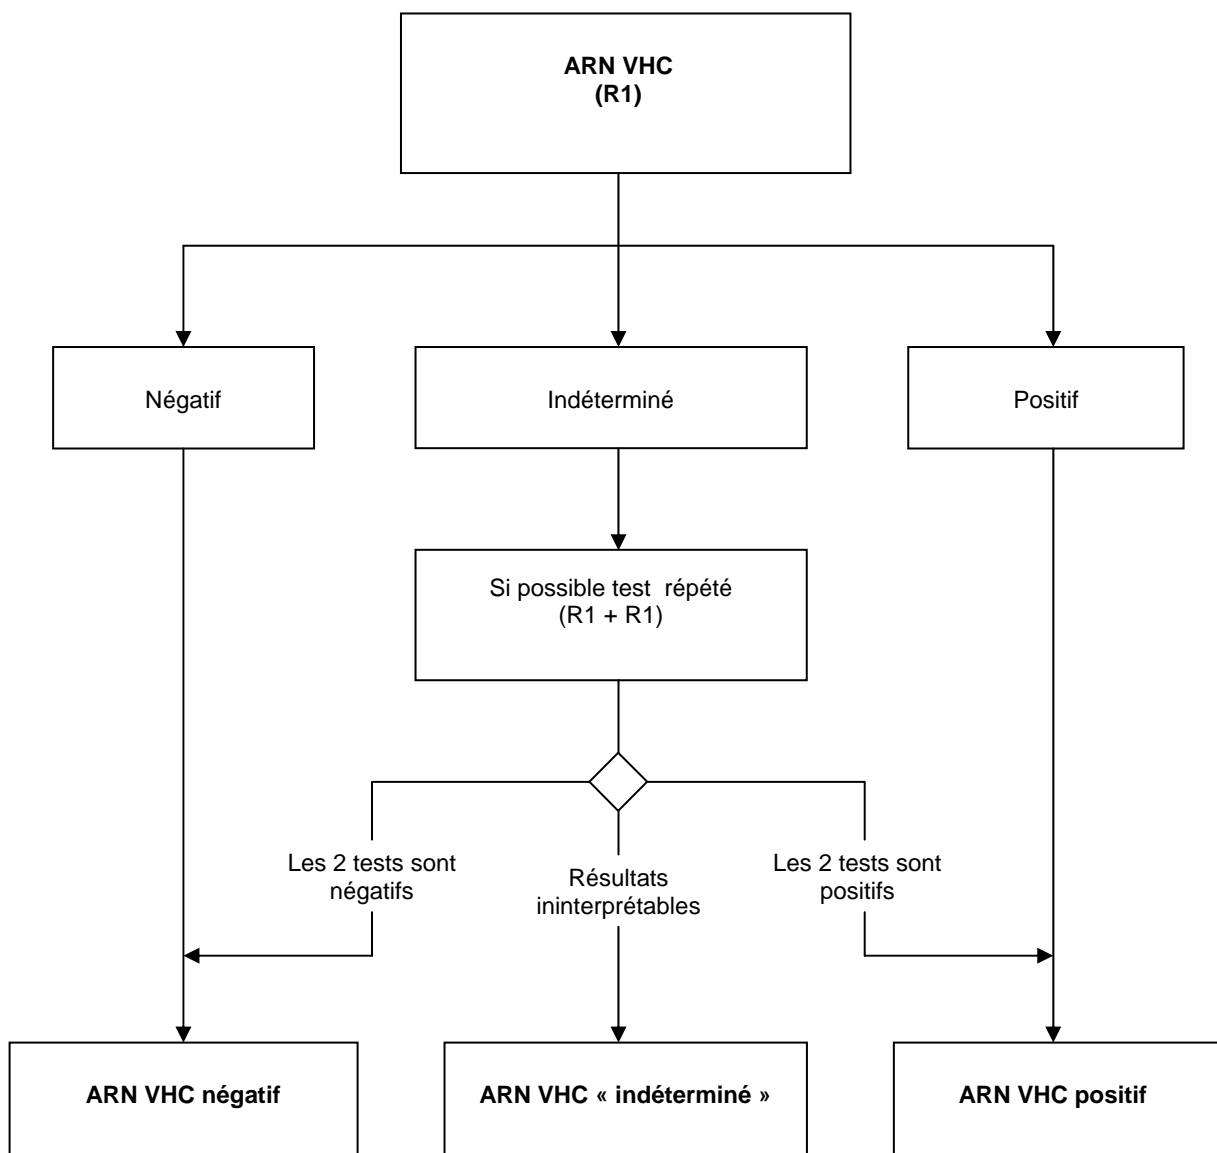 ARN VHC
(R1)
Négatif
Indéterminé
Positif
Si possible test répété
(R1 + R1)
Les 2 tests sont
négatifs
Résultats
ininterprétables
Les 2 tests sont
positifs
ARN VHC négatif
ARN VHC « indéterminé »
ARN VHC positif